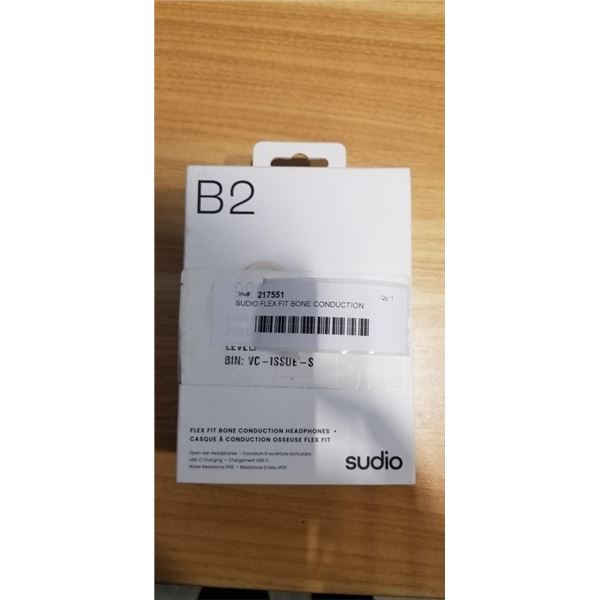 B2
Inv#: 217551 Qty: 1
SUDIO FLEX FIT BONE CONDUCTION
LEVEL:
BIN: VC-ISSUE-S
FLEX FIT BONE CONDUCTION HEADPHONES •
CASQUE À CONDUCTION OSSEUSE FLEX FIT
Open-ear Headphones • Écouteurs à ouverture auriculaire
USB-C Charging • Chargement USB-C
Water Resistance IPX5 • Résistance à l'eau IPX5
sudio